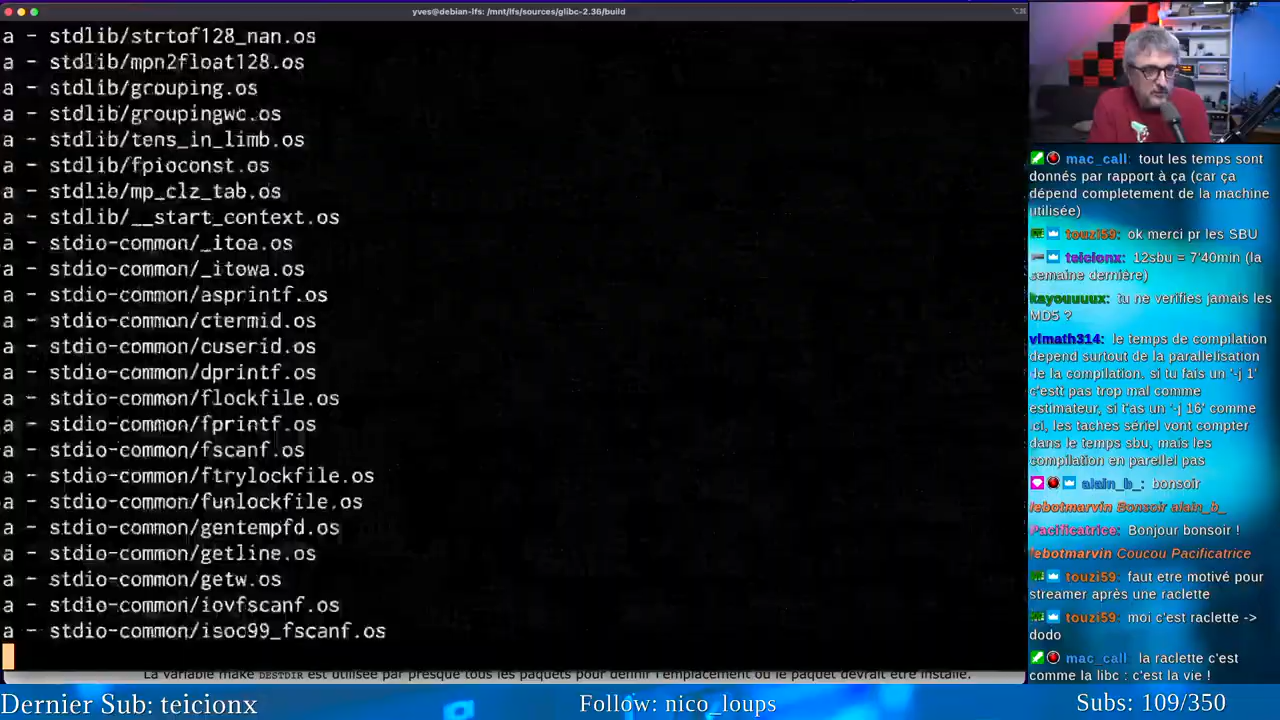 yves@debian-lfs: /mnt/lfs/sources/glibc-2.36/build
a - stdlib/strtof128_nan.os
a - stdlib/mpn2float128.os
a - stdlib/grouping.os
a - stdlib/groupingwc.os
a - stdlib/tens_in_limb.os
a - stdlib/fpioconst.os
a - stdlib/mp_clz_tab.os
a - stdlib/__start_context.os
a - stdio-common/_itoa.os
a - stdio-common/_itowa.os
a - stdio-common/asprintf.os
a - stdio-common/ctermid.os
a - stdio-common/cuserid.os
a - stdio-common/dprintf.os
a - stdio-common/flockfile.os
a - stdio-common/fprintf.os
a - stdio-common/fscanf.os
a - stdio-common/ftrylockfile.os
a - stdio-common/funlockfile.os
a - stdio-common/gentempfd.os
a - stdio-common/getline.os
a - stdio-common/getw.os
a - stdio-common/iovfscanf.os
a - stdio-common/isoc99_fscanf.os
La variable make DESTDIR est utilisée par presque tous les paquets pour définir l'emplacement où le paquet devrait être installé.
mac_call: tout les temps sont
donnés par rapport à ça (car ça
dépend completement de la machine
utilisée)
touzi59: ok merci pr les SBU
teicionx: 12sbu = 7'40min (la
semaine dernière)
kayouuuux: tu ne verifies jamais les
MD5 ?
vlmath314: le temps de compilation
depend surtout de la parallelisation
de la compilation. si tu fais un '-j 1'
c'estt pas trop mal comme
estimateur, si t'as un '-j 16' comme
ci, les taches sériel vont compter
dans le temps sbu, mais les
compilation en parellel pas
alain_b_: bonsoir
lebotmarvin Bonsoir alain_b_
Pacificatrice: Bonjour bonsoir !
lebotmarvin Coucou Pacificatrice
touzi59: faut etre motivé pour
streamer après une raclette
touzi59: moi c'est raclette ->
dodo
mac_call: la raclette c'est
comme la libc : c'est la vie !
Dernier Sub: teicionx
Follow: nico_loups
Subs: 109/350